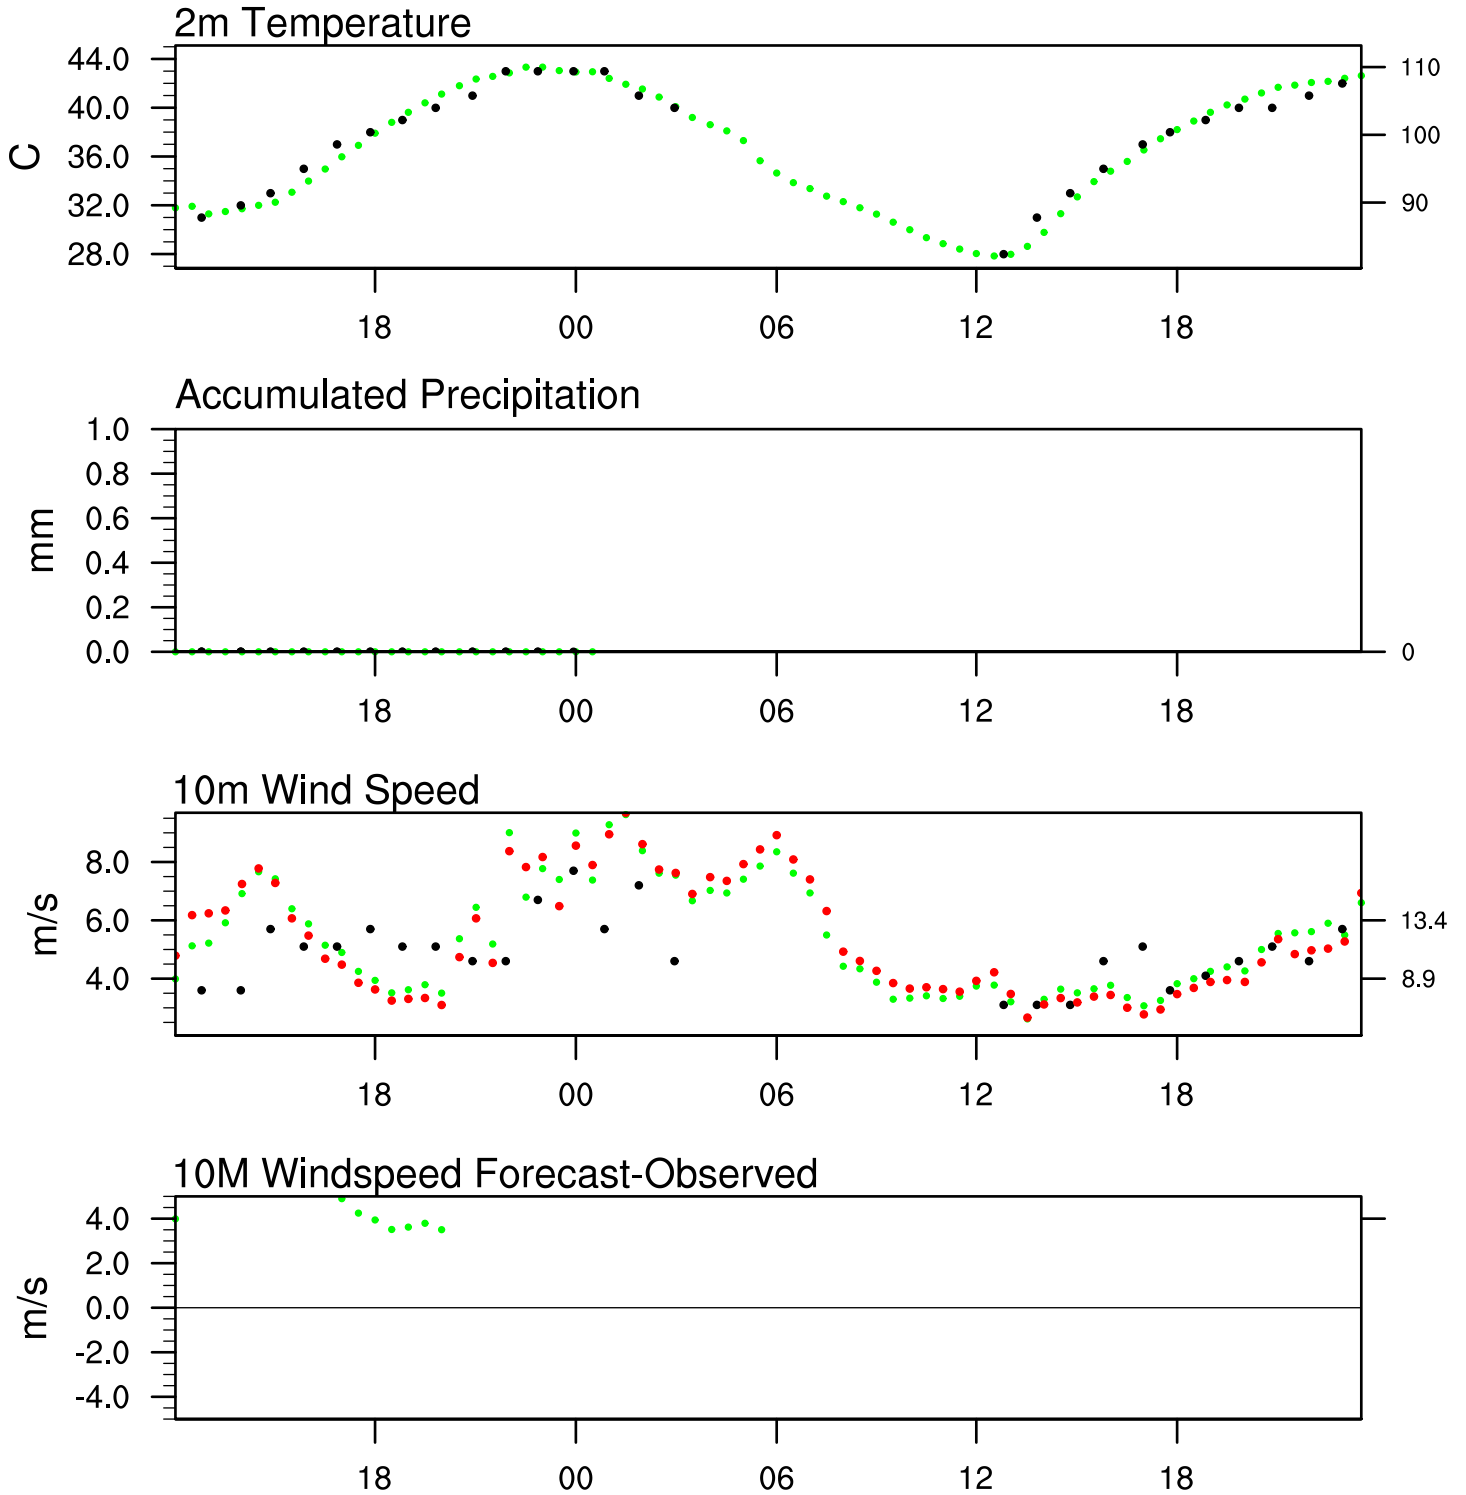 2m Temperature
44.0
40.0
36.0
32.0
28.0
C
110
100
90
18 00 06 12 18
Accumulated Precipitation
1.0
0.8
0.6
0.4
0.2
0.0
mm
0
18 00 06 12 18
10m Wind Speed
8.0
6.0
4.0
m/s
13.4
8.9
18 00 06 12 18
10M Windspeed Forecast-Observed
4.0
2.0
0.0
-2.0
-4.0
m/s
18 00 06 12 18